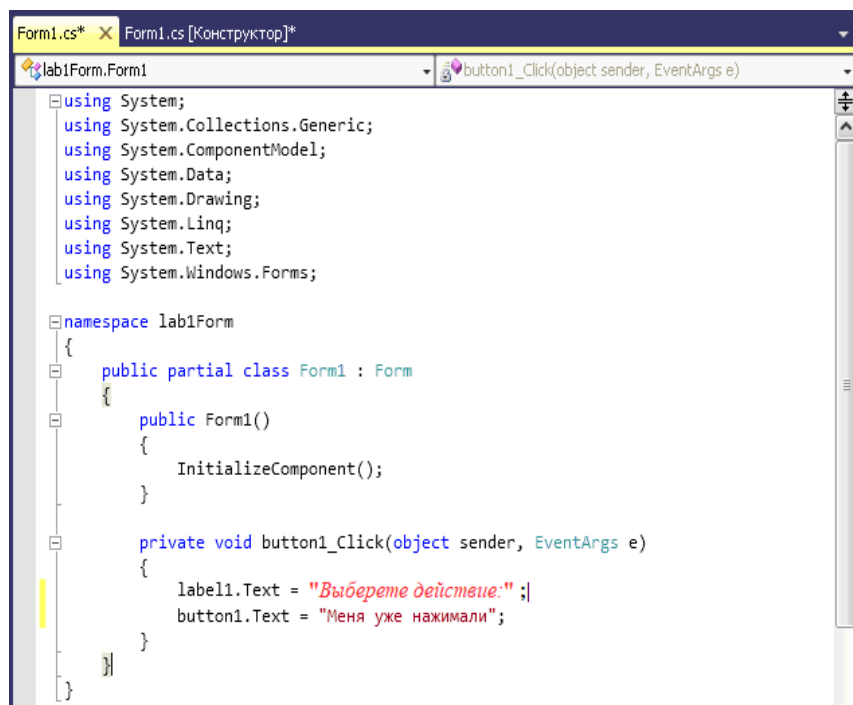 Form1.cs* X Form1.cs [Конструктор]*
lab1Form.Form1 button1_Click(object sender, EventArgs e)
using System;
using System.Collections.Generic;
using System.ComponentModel;
using System.Data;
using System.Drawing;
using System.Linq;
using System.Text;
using System.Windows.Forms;
namespace lab1Form
{
public partial class Form1 : Form
{
public Form1()
{
InitializeComponent();
}
private void button1_Click(object sender, EventArgs e)
{
label1.Text = "Выберете действие:" ;
button1.Text = "Меня уже нажимали";
}
}
}